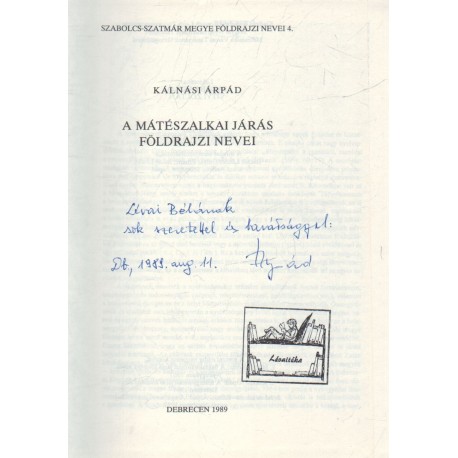 SZABOLCS-SZATMÁR MEGYE FÖLDRAJZI NEVEI 4.
KÁLNÁSI ÁRPÁD
A MÁTÉSZALKAI JÁRÁS
FÖLDRAJZI NEVEI
Lévai Bélának
sok szeretettel és barátsággal:
Db, 1989. aug. 11. Árpád
Lévaitéka
DEBRECEN 1989